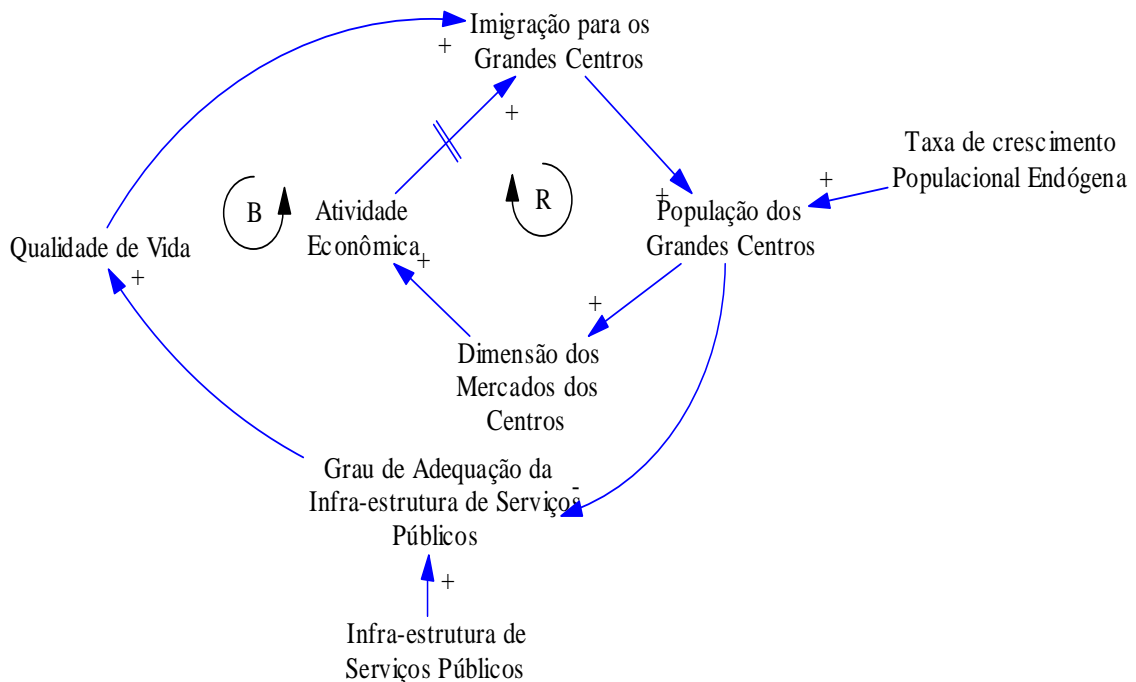 Imigração para os
Grandes Centros
+
+
Taxa de crescimento
Populacional Endógena
+
+
População dos
Grandes Centros
B
R
Atividade
Econômica
+
Qualidade de Vida
+
+
Dimensão dos
Mercados dos
Centros
Grau de Adequação da
Infra-estrutura de Serviços
-
Públicos
+
Infra-estrutura de
Serviços Públicos